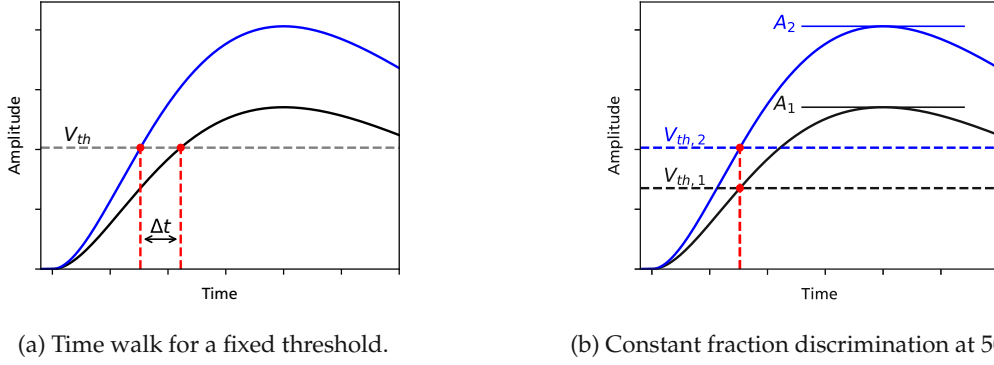 Amplitude
V_th
Δt
Time
(a) Time walk for a fixed threshold.
Amplitude
A_2
A_1
V_th,2
V_th,1
Time
(b) Constant fraction discrimination at